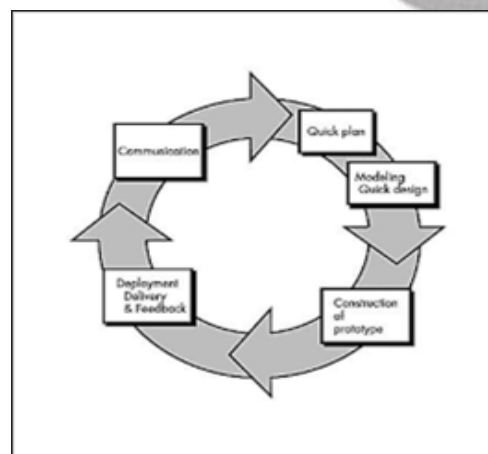 Communication
Quick plan
Modeling
Quick design
Construction
of
prototype
Deployment
Delivery
& Feedback